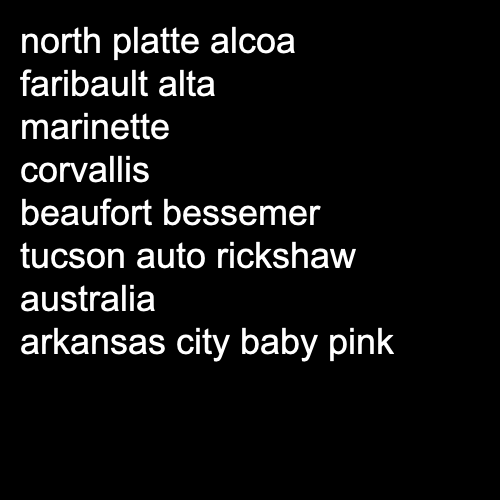 north platte alcoa
faribault alta
marinette
corvallis
beaufort bessemer
tucson auto rickshaw
australia
arkansas city baby pink